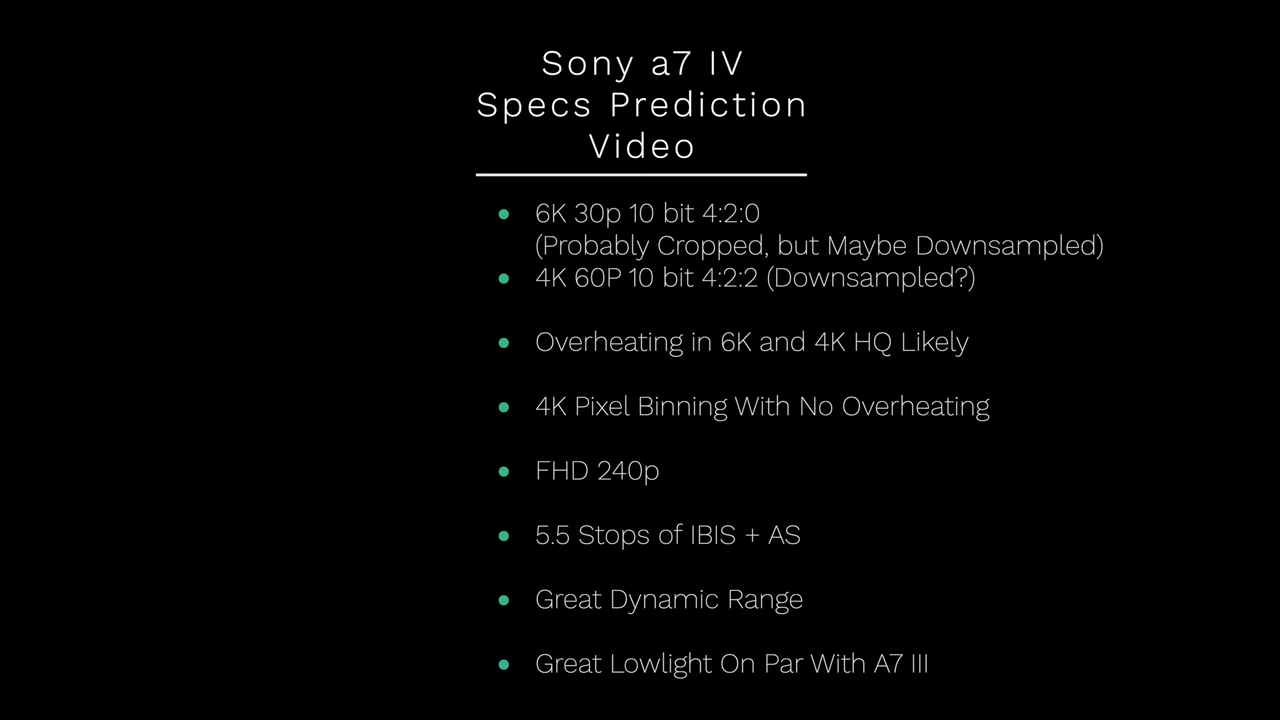 Sony a7 IV
Specs Prediction
Video
• 6K 30p 10 bit 4:2:0
(Probably Cropped, but Maybe Downsampled)
• 4K 60P 10 bit 4:2:2 (Downsampled?)
• Overheating in 6K and 4K HQ Likely
• 4K Pixel Binning With No Overheating
• FHD 240p
• 5.5 Stops of IBIS + AS
• Great Dynamic Range
• Great Lowlight On Par With A7 III